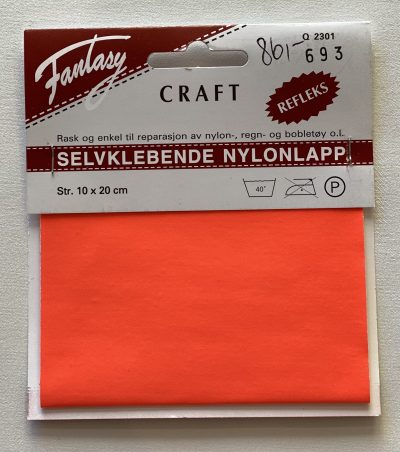 Fantasy
861,-
Q 2301
693
CRAFT
REFLEKS
Rask og enkel til reparasjon av nylon-, regn- og bobletøy o.l.
SELVKLEBENDE NYLONLAPP
Str. 10 x 20 cm
40°
P